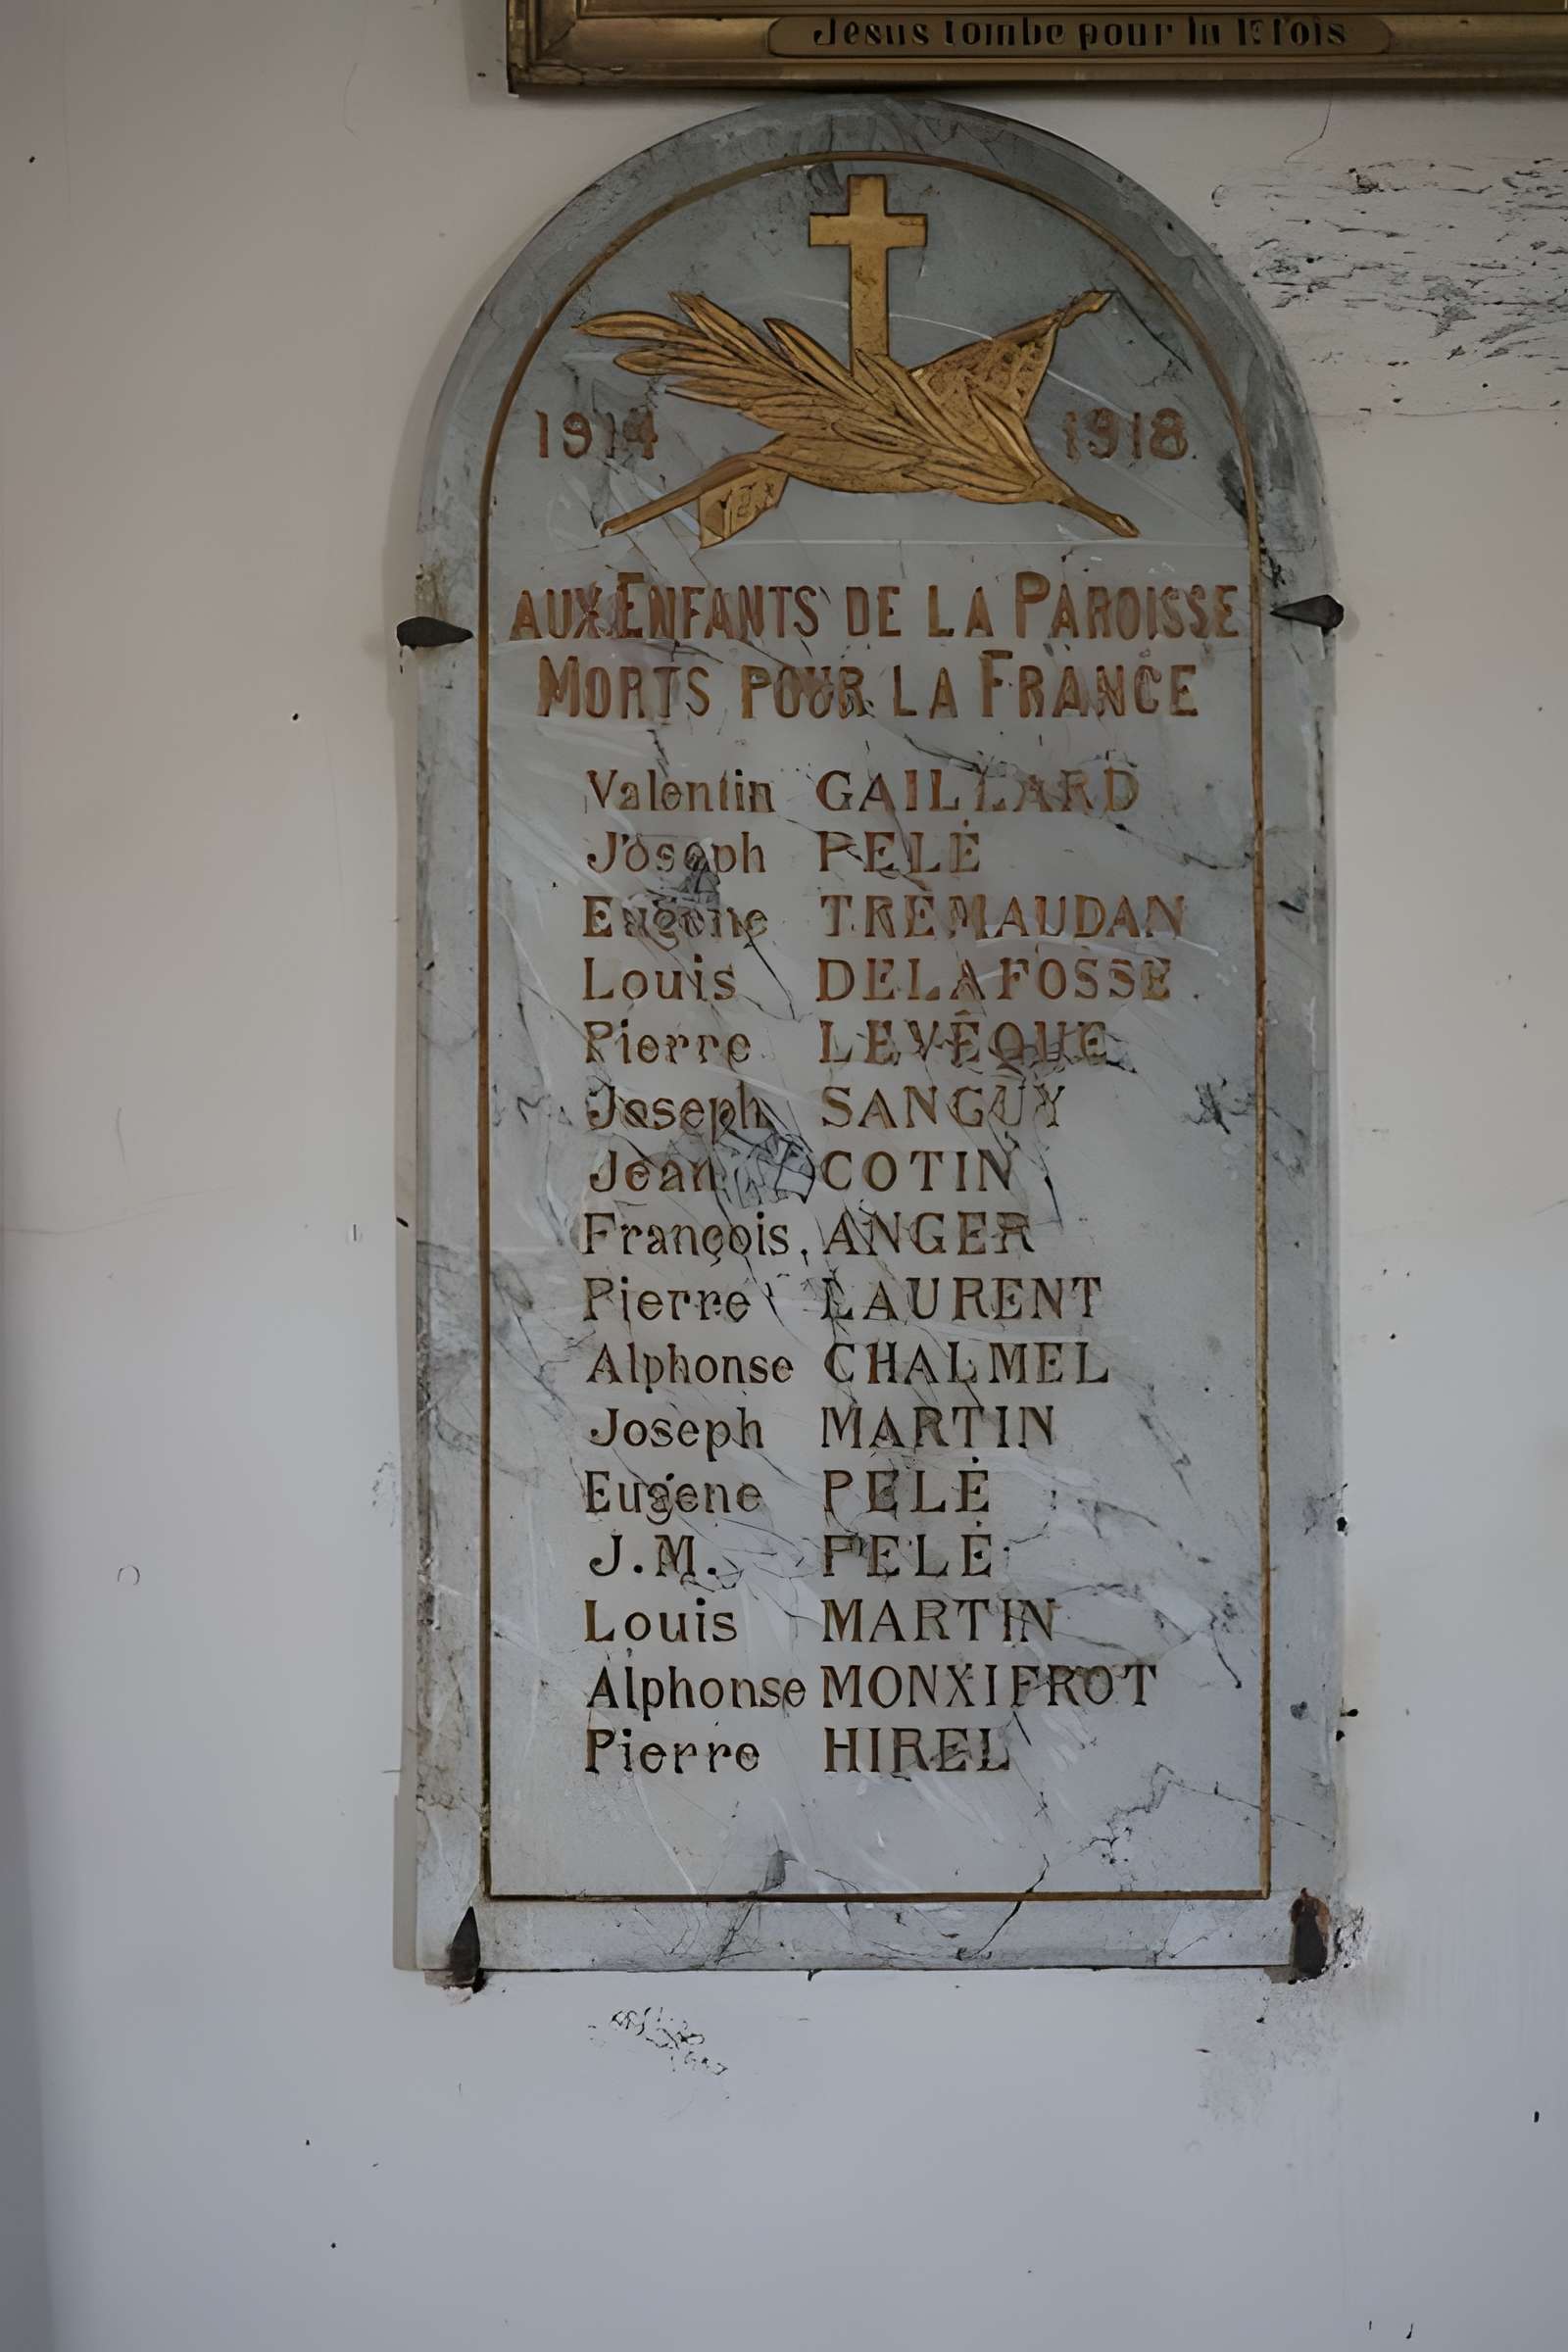 Jésus tombe pour la 1re fois
1914 1918
AUX ENFANTS DE LA PAROISSE
MORTS POUR LA FRANCE
Valentin GAILLARD
Joseph PELÉ
Eugène TRÉMAUDAN
Louis DELAFOSSE
Pierre LEVÊQUE
Joseph SANGUY
Jean COTIN
François ANGER
Pierre LAURENT
Alphonse CHALMEL
Joseph MARTIN
Eugène PELÉ
J.M. PELÉ
Louis MARTIN
Alphonse MONXIFROT
Pierre HIREL